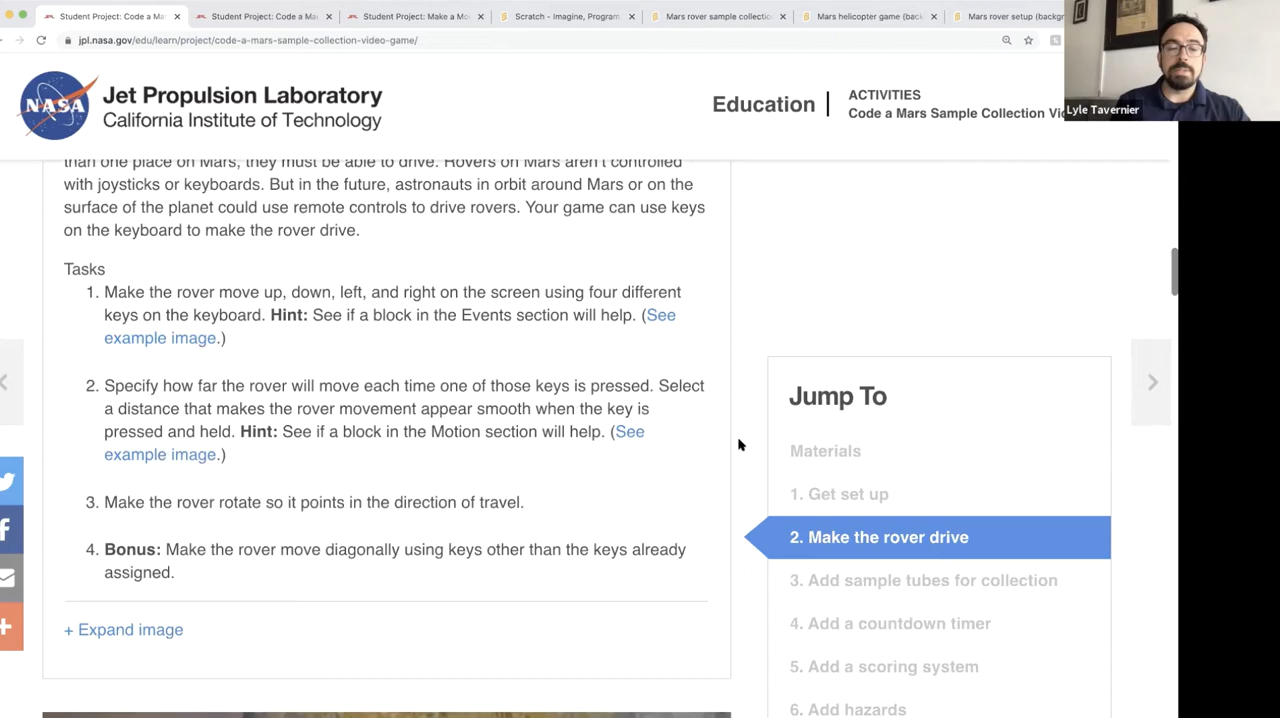 Student Project: Code a Ma
Student Project: Code a Ma
Student Project: Make a Mo
Scratch - Imagine, Program
Mars rover sample collectio
Mars helicopter game (back
Mars rover setup (backgr
jpl.nasa.gov/edu/learn/project/code-a-mars-sample-collection-video-game/
Lyle Tavernier
NASA
Jet Propulsion Laboratory
California Institute of Technology
Education
ACTIVITIES
Code a Mars Sample Collection Vi
than one place on Mars, they must be able to drive. Rovers on Mars aren't controlled
with joysticks or keyboards. But in the future, astronauts in orbit around Mars or on the
surface of the planet could use remote controls to drive rovers. Your game can use keys
on the keyboard to make the rover drive.
Tasks
1. Make the rover move up, down, left, and right on the screen using four different
keys on the keyboard. Hint: See if a block in the Events section will help. (See
example image.)
2. Specify how far the rover will move each time one of those keys is pressed. Select
a distance that makes the rover movement appear smooth when the key is
pressed and held. Hint: See if a block in the Motion section will help. (See
example image.)
3. Make the rover rotate so it points in the direction of travel.
4. Bonus: Make the rover move diagonally using keys other than the keys already
assigned.
+ Expand image
Jump To
Materials
1. Get set up
2. Make the rover drive
3. Add sample tubes for collection
4. Add a countdown timer
5. Add a scoring system
6. Add hazards